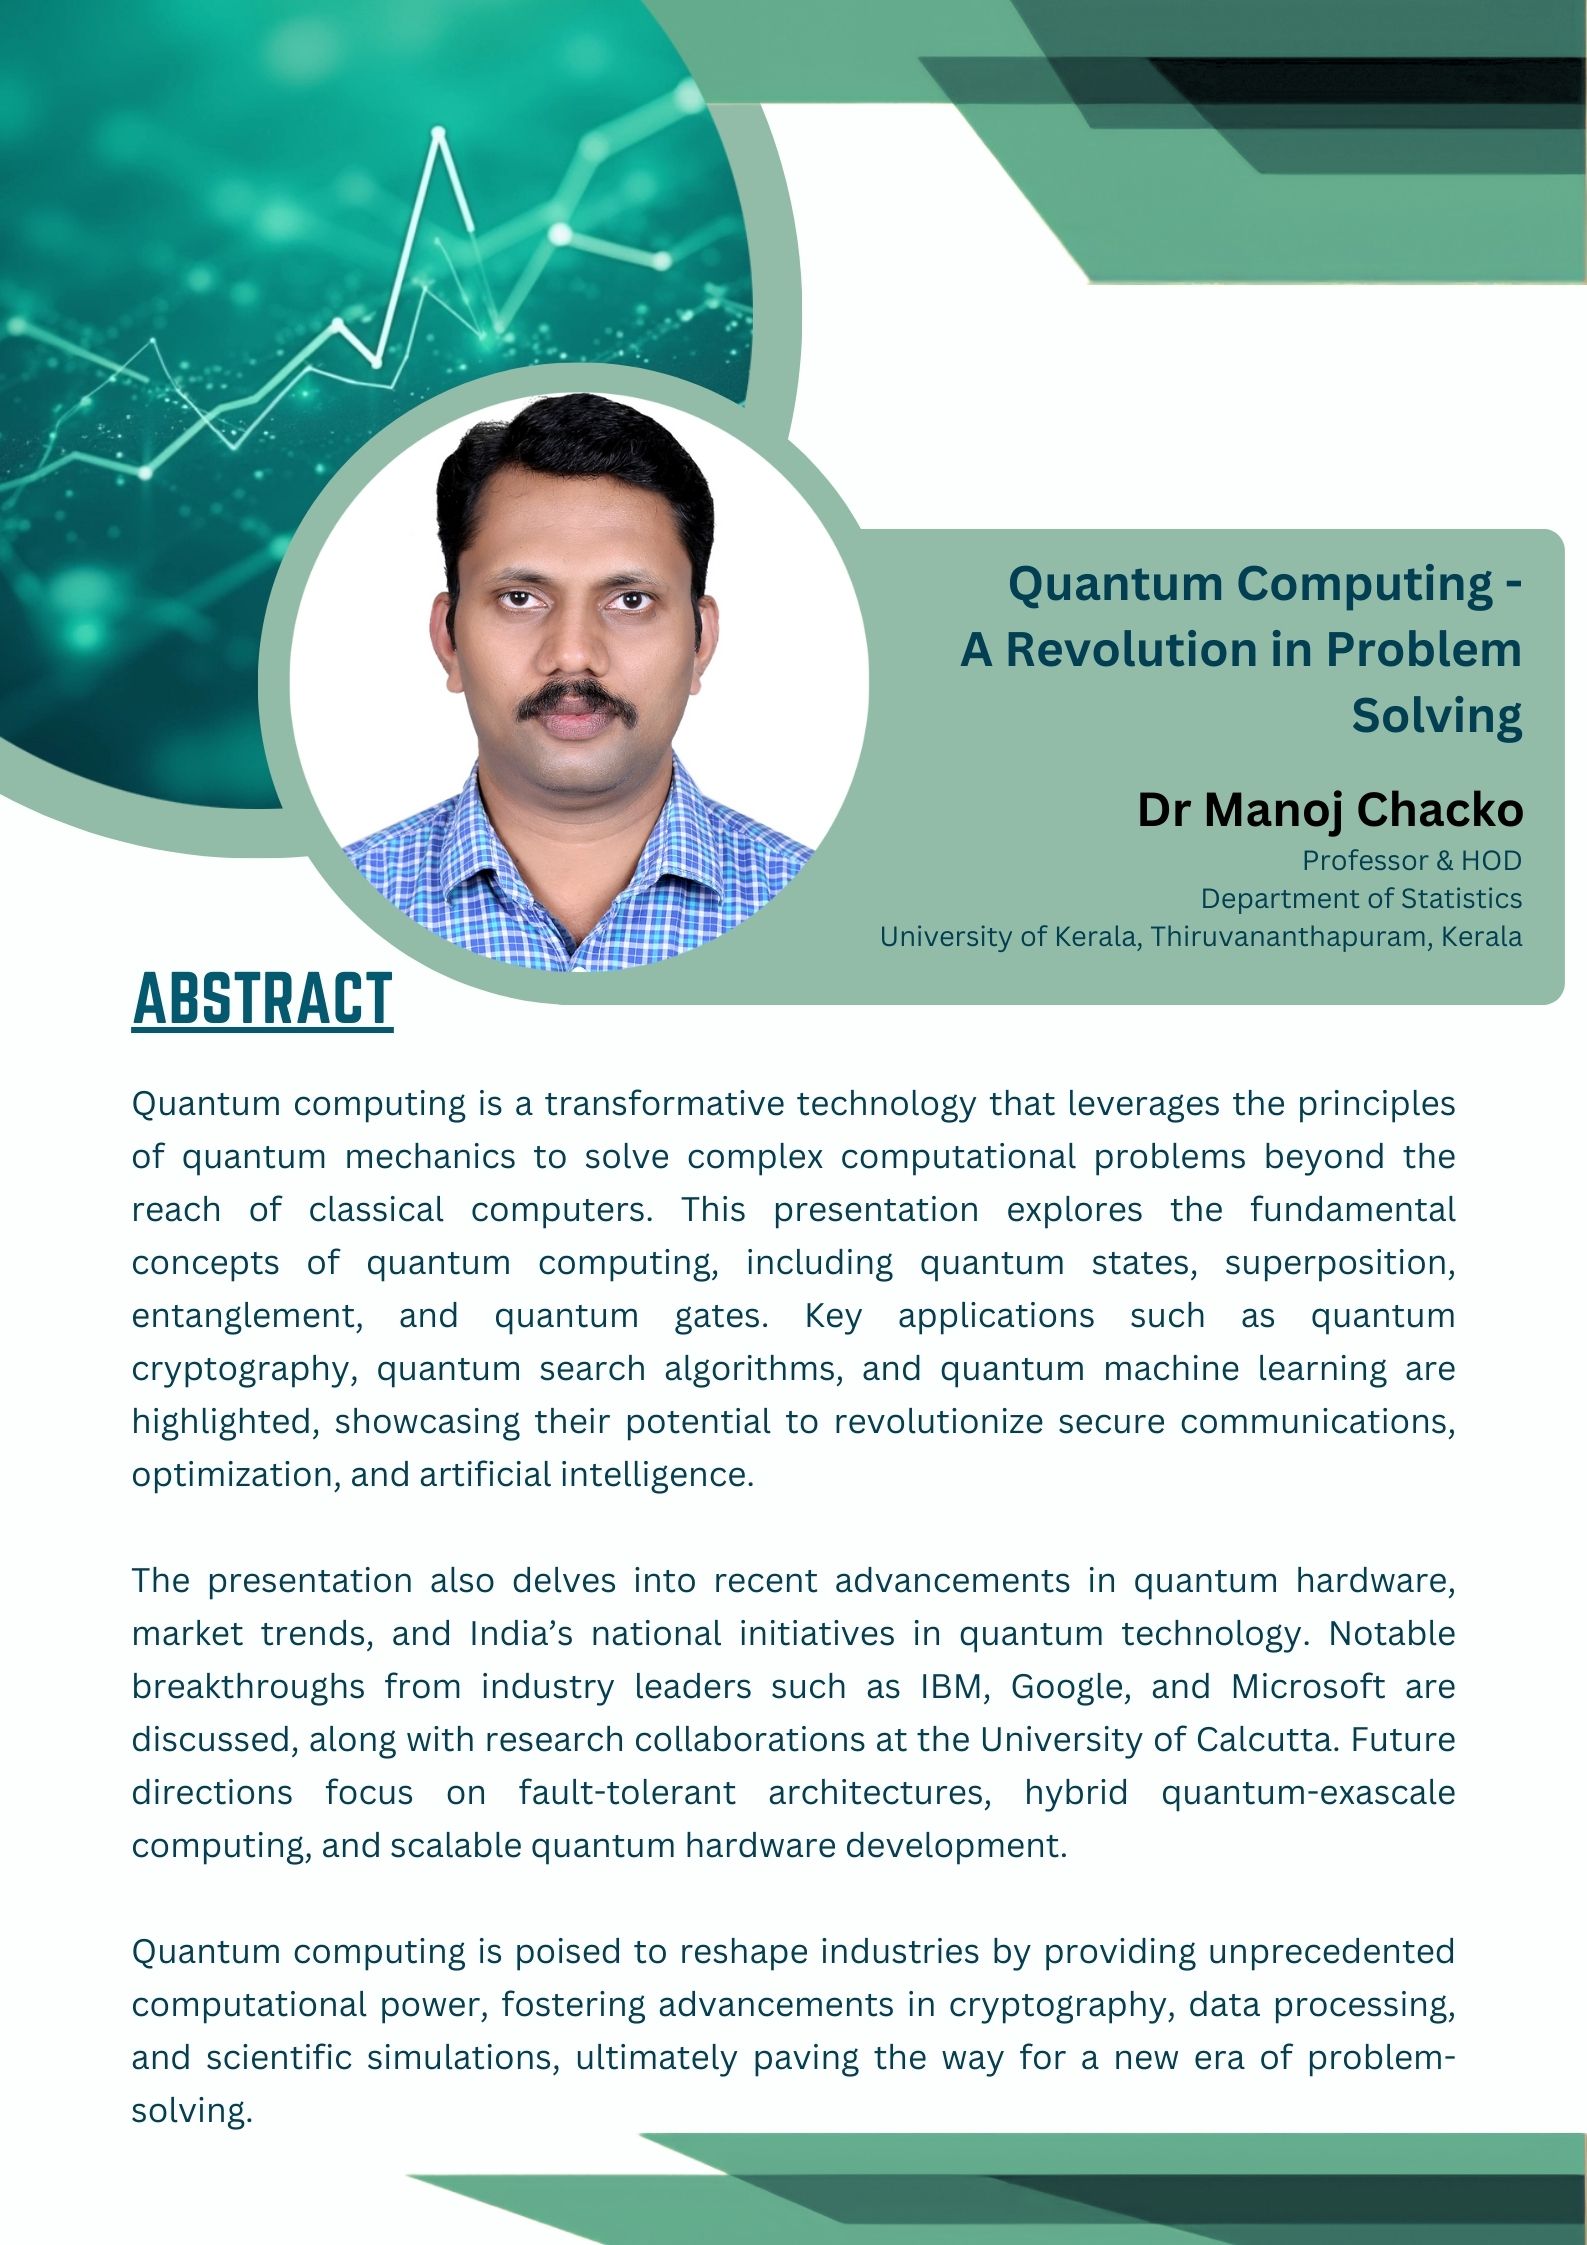 Quantum Computing -
A Revolution in Problem
Solving
Dr Manoj Chacko
Professor & HOD
Department of Statistics
University of Kerala, Thiruvananthapuram, Kerala
ABSTRACT
Quantum computing is a transformative technology that leverages the principles
of quantum mechanics to solve complex computational problems beyond the
reach of classical computers. This presentation explores the fundamental
concepts of quantum computing, including quantum states, superposition,
entanglement, and quantum gates. Key applications such as quantum
cryptography, quantum search algorithms, and quantum machine learning are
highlighted, showcasing their potential to revolutionize secure communications,
optimization, and artificial intelligence.
The presentation also delves into recent advancements in quantum hardware,
market trends, and India’s national initiatives in quantum technology. Notable
breakthroughs from industry leaders such as IBM, Google, and Microsoft are
discussed, along with research collaborations at the University of Calcutta. Future
directions focus on fault-tolerant architectures, hybrid quantum-exascale
computing, and scalable quantum hardware development.
Quantum computing is poised to reshape industries by providing unprecedented
computational power, fostering advancements in cryptography, data processing,
and scientific simulations, ultimately paving the way for a new era of problem-
solving.